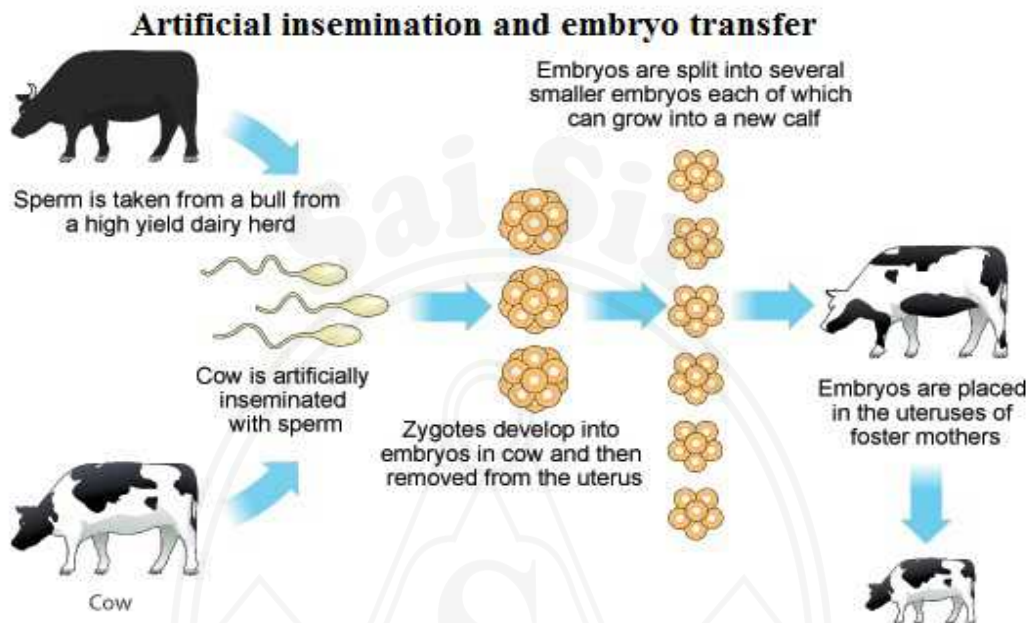 Artificial insemination and embryo transfer
Embryos are split into several
smaller embryos each of which
can grow into a new calf
Sperm is taken from a bull from
a high yield dairy herd
Cow is artificially
inseminated
with sperm
Zygotes develop into
embryos in cow and then
removed from the uterus
Embryos are placed
in the uteruses of
foster mothers
Cow